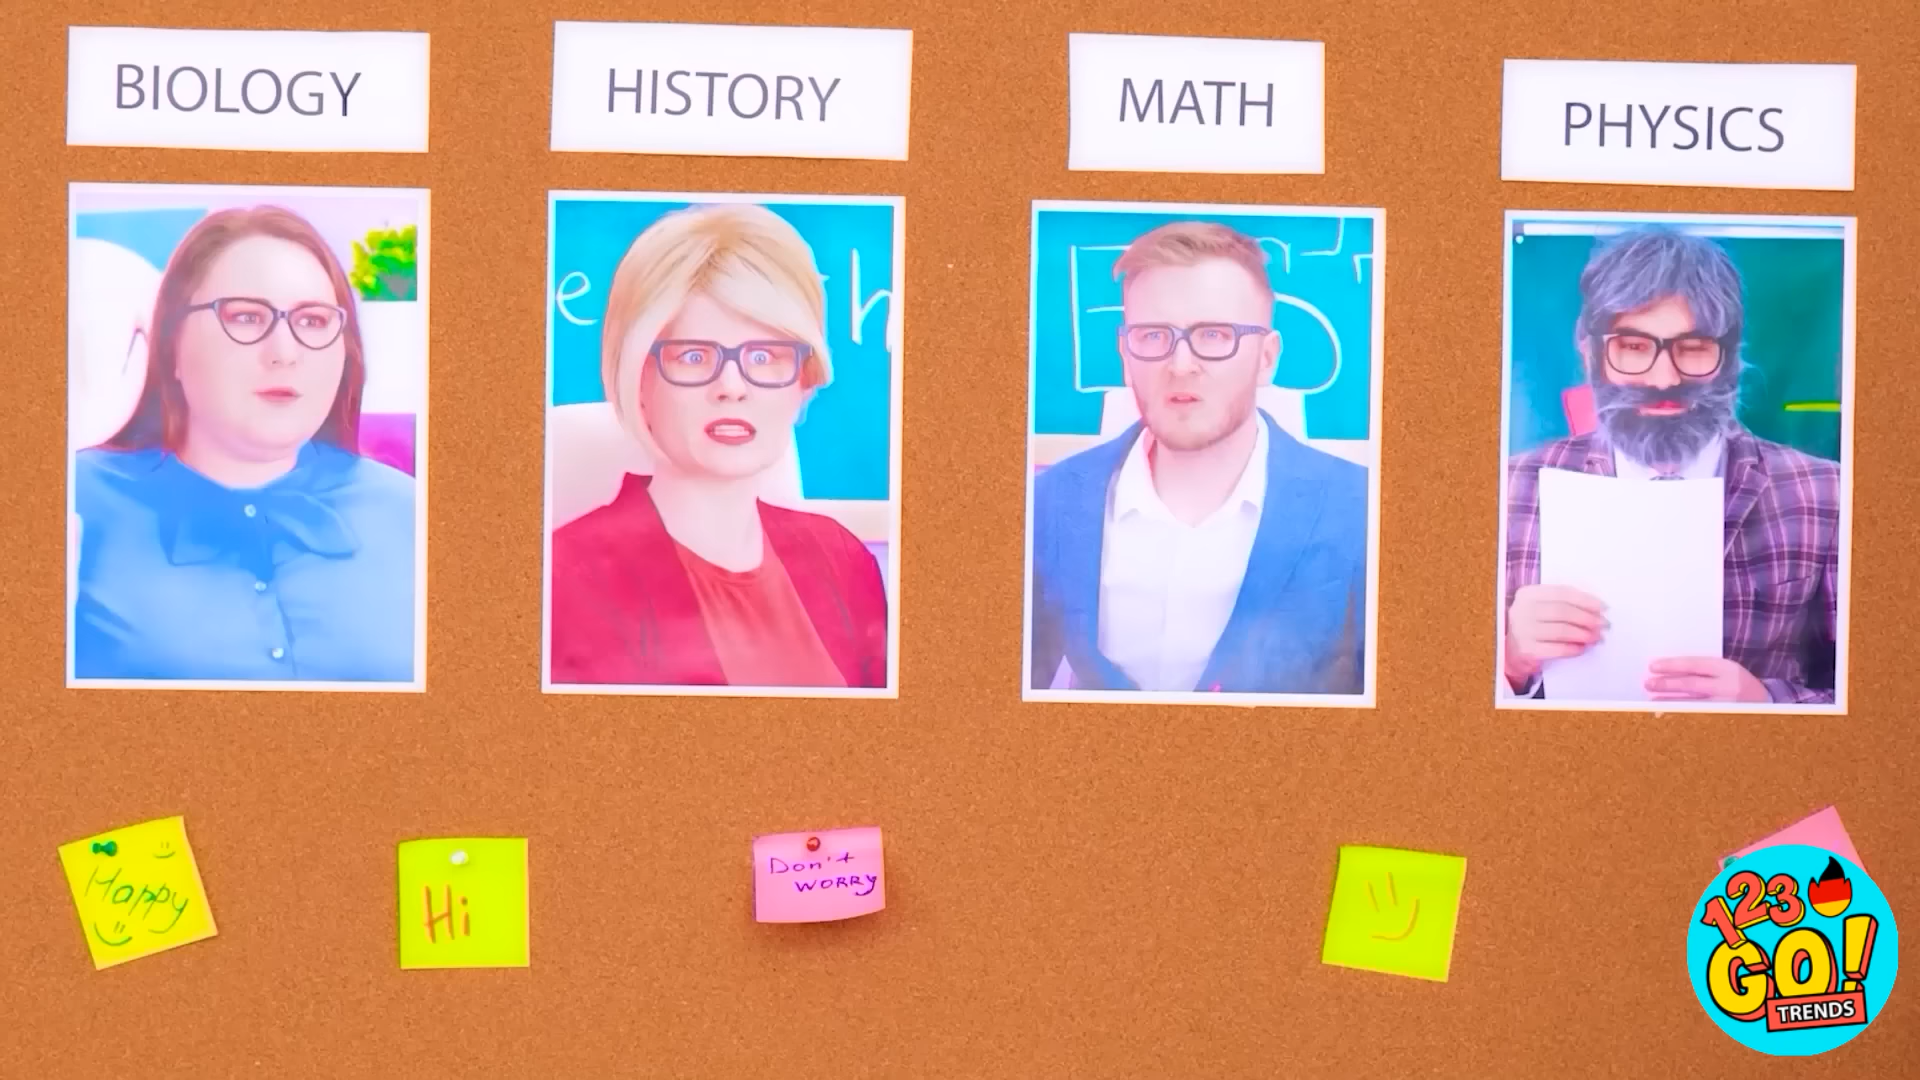 BIOLOGY
HISTORY
MATH
PHYSICS
e
h
Happy
Hi
Don't
WORRY
123
GO!
TRENDS